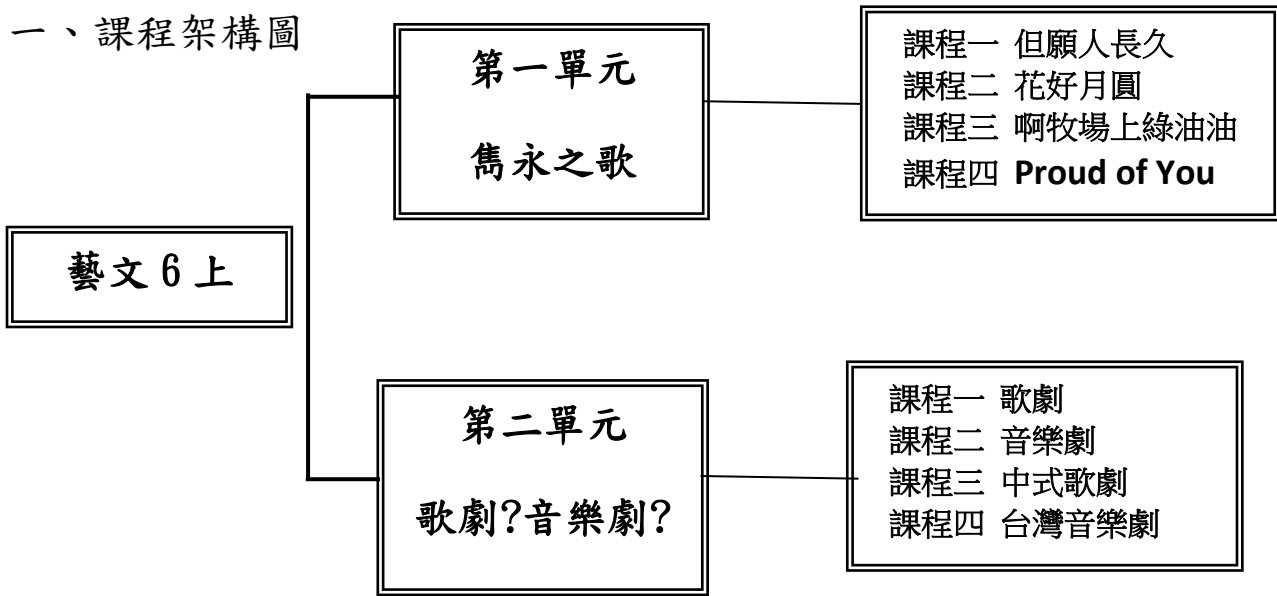 一、課程架構圖
藝文 6 上
第一單元
雋永之歌
課程一 但願人長久
課程二 花好月圓
課程三 啊牧場上綠油油
課程四 Proud of You
第二單元
歌劇?音樂劇?
課程一 歌劇
課程二 音樂劇
課程三 中式歌劇
課程四 台灣音樂劇